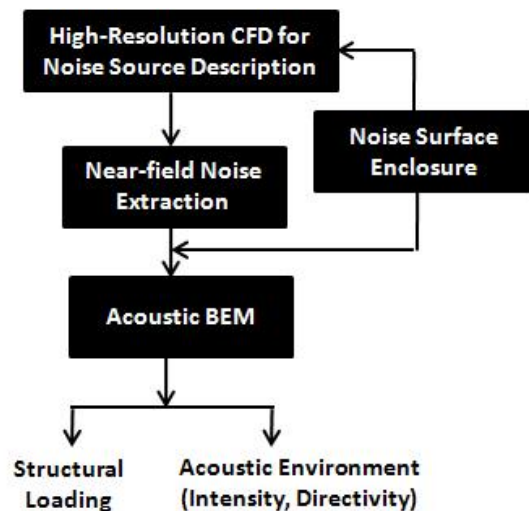 High-Resolution CFD for
Noise Source Description
Noise Surface
Enclosure
Near-field Noise
Extraction
Acoustic BEM
Structural
Loading
Acoustic Environment
(Intensity, Directivity)